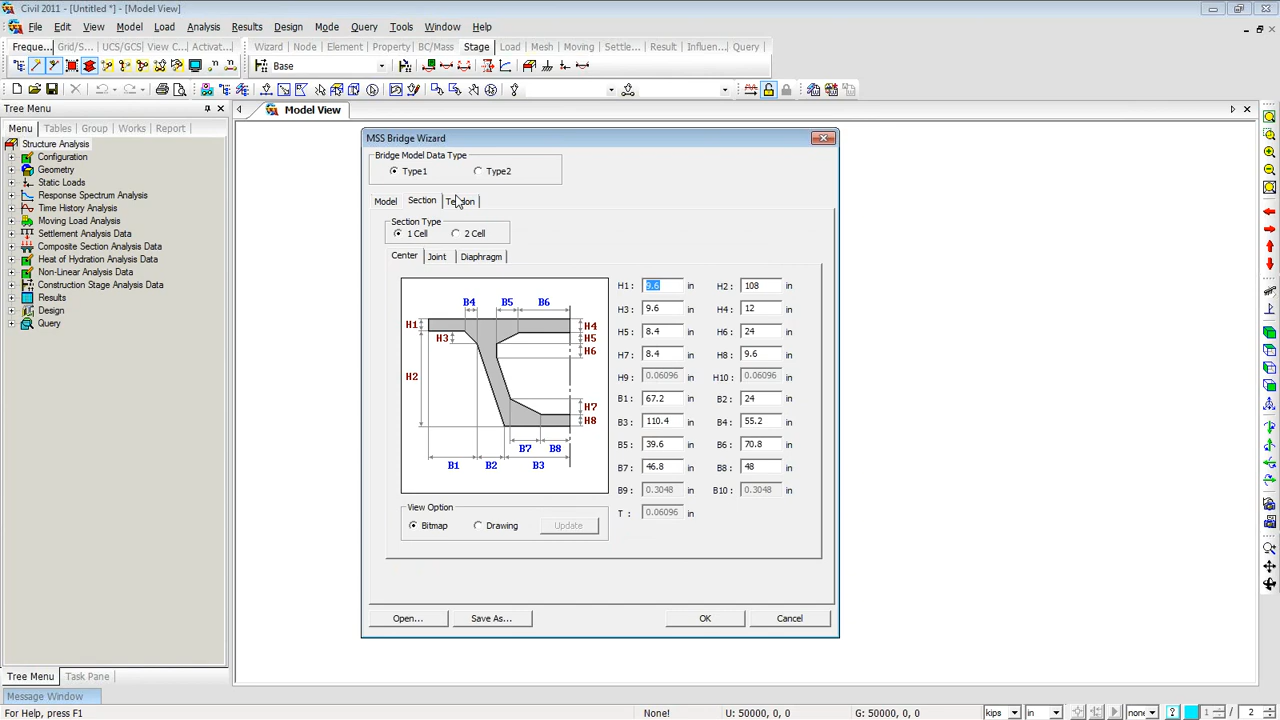 Civil 2011 - [Untitled *] - [Model View]
File Edit View Model Load Analysis Results Design Mode Query Tools Window Help
Freque... Grid/S... UCS/GCS View C... Activat... Wizard Node Element Property BC/Mass Stage Load Mesh Moving Settle... Result Influen... Query
Base
Tree Menu
Model View
Menu Tables Group Works Report
Structure Analysis
Configuration
Geometry
Static Loads
Response Spectrum Analysis
Time History Analysis
Moving Load Analysis
Settlement Analysis Data
Composite Section Analysis Data
Heat of Hydration Analysis Data
Non-Linear Analysis Data
Construction Stage Analysis Data
Results
Design
Query
MSS Bridge Wizard
Bridge Model Data Type
Type1 Type2
Model Section Tendon
Section Type
1 Cell 2 Cell
Center Joint Diaphragm
B4 B5 B6
H1 H4
H3 H5
H6
H2
H7
H8
B7 B8
B1 B2 B3
H1 : 9.6 in H2 : 108 in
H3 : 9.6 in H4 : 12 in
H5 : 8.4 in H6 : 24 in
H7 : 8.4 in H8 : 9.6 in
H9 : 0.06096 in H10 : 0.06096 in
B1 : 67.2 in B2 : 24 in
B3 : 110.4 in B4 : 55.2 in
B5 : 39.6 in B6 : 70.8 in
B7 : 46.8 in B8 : 48 in
B9 : 0.3048 in B10 : 0.3048 in
T : 0.06096 in
View Option
Bitmap Drawing Update
Open... Save As... OK Cancel
Tree Menu Task Pane
Message Window
For Help, press F1 None! U: 50000, 0, 0 G: 50000, 0, 0 kips in none 1 / 2